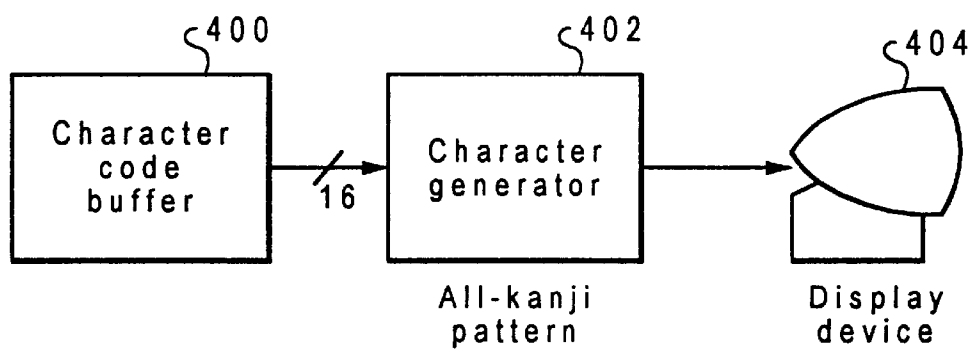 400
402
404
Character
code
buffer
16
Character
generator
All-kanji
pattern
Display
device